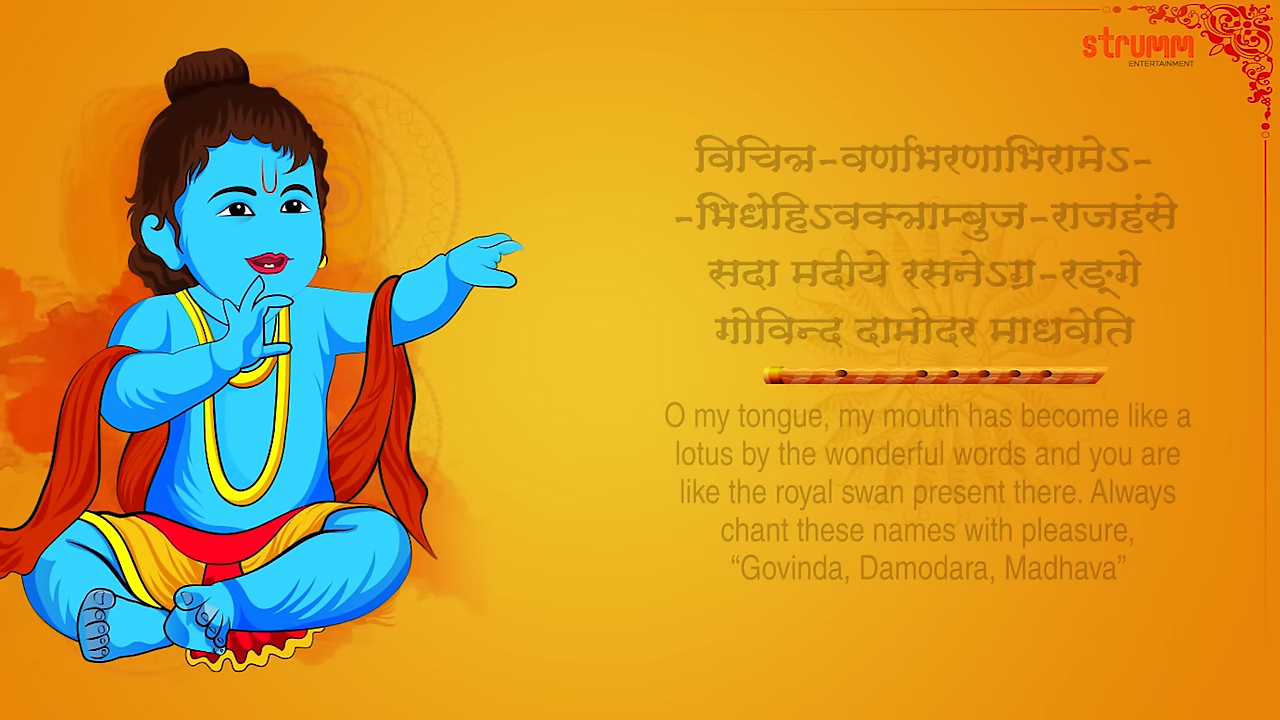 strumm
ENTERTAINMENT
विचित्र-वर्णाभरणाभिरामेऽ-
-भिधेहिऽवक्त्राम्बुज-राजहंसे
सदा मदीये रसनेऽग्र-रङ्गे
गोविन्द दामोदर माधवेति
O my tongue, my mouth has become like a
lotus by the wonderful words and you are
like the royal swan present there. Always
chant these names with pleasure,
“Govinda, Damodara, Madhava”